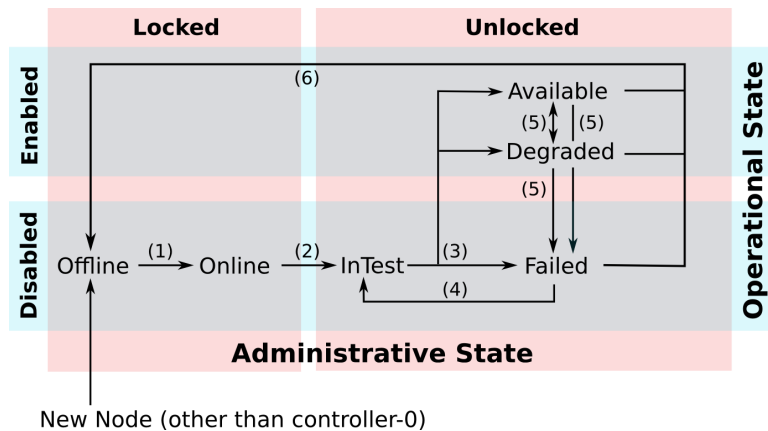 Locked
Unlocked
Enabled
Operational State
(6)
Available
(5)
(5)
Degraded
(5)
Disabled
(1)
(2)
(3)
Offline
Online
InTest
Failed
(4)
Administrative State
New Node (other than controller-0)